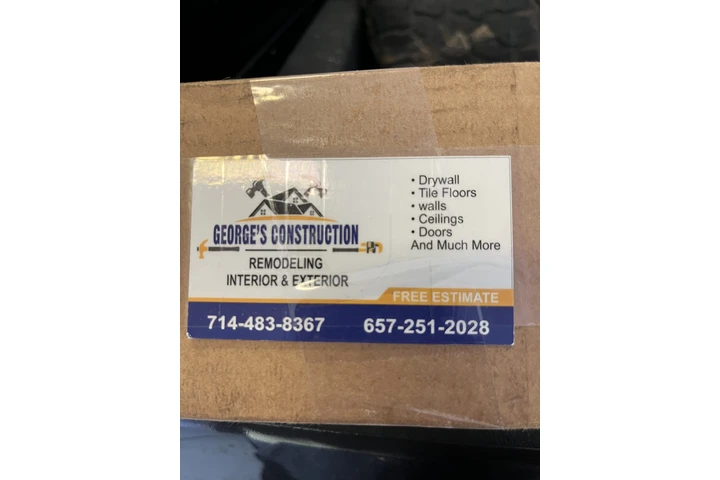 GEORGE'S CONSTRUCTION
REMODELING
INTERIOR & EXTERIOR
• Drywall
• Tile Floors
• walls
• Ceilings
• Doors
And Much More
FREE ESTIMATE
714-483-8367 657-251-2028